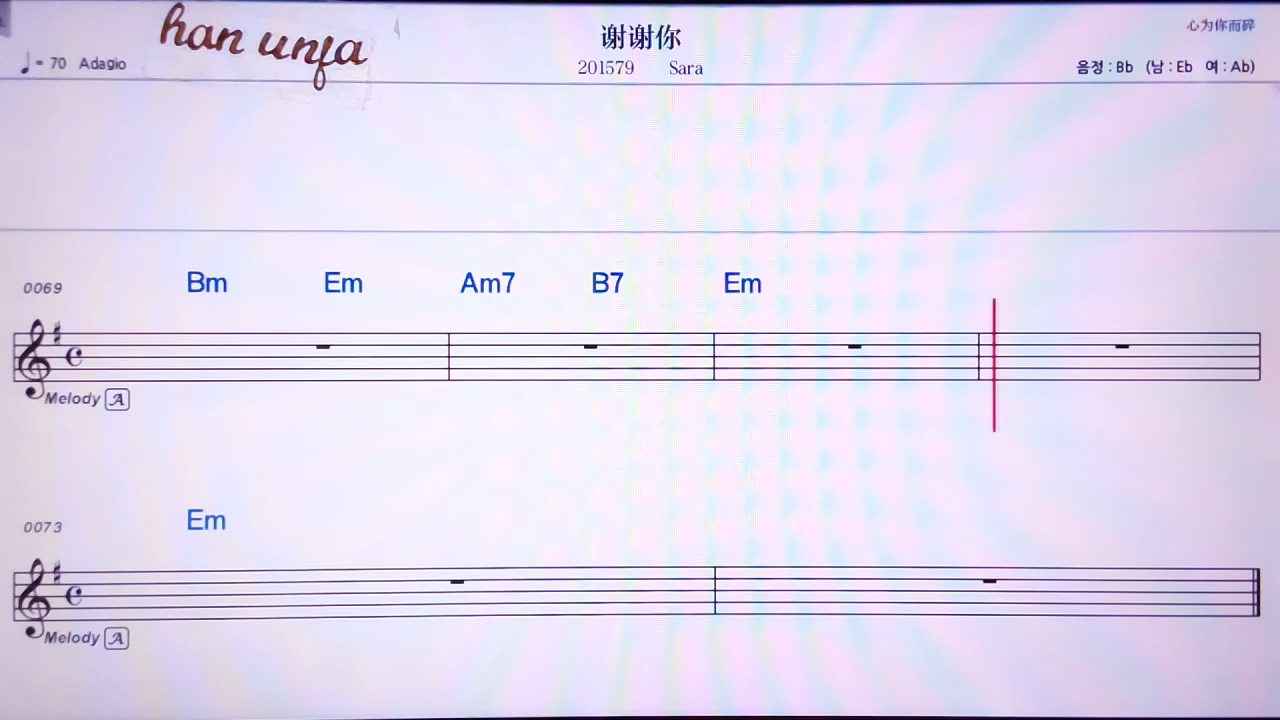 han unfa
谢谢你
心为你而碎
♩ = 70 Adagio
201579 Sara
음정 : Bb (남 : Eb 여 : Ab)
0069 Bm Em Am7 B7 Em
Melody A
0073 Em
Melody A